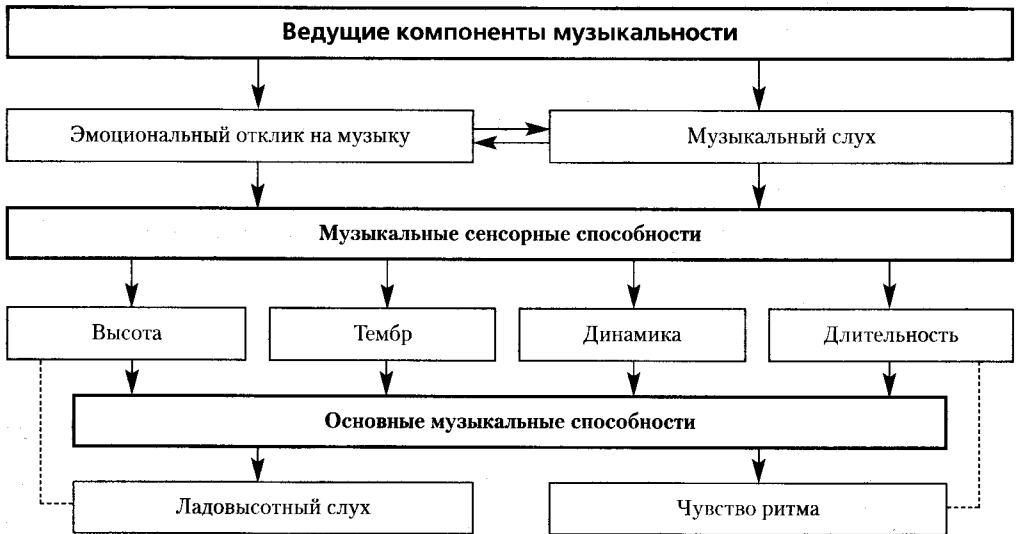 Ведущие компоненты музыкальности
Эмоциональный отклик на музыку
Музыкальный слух
Музыкальные сенсорные способности
Высота
Тембр
Динамика
Длительность
Основные музыкальные способности
Ладовысотный слух
Чувство ритма